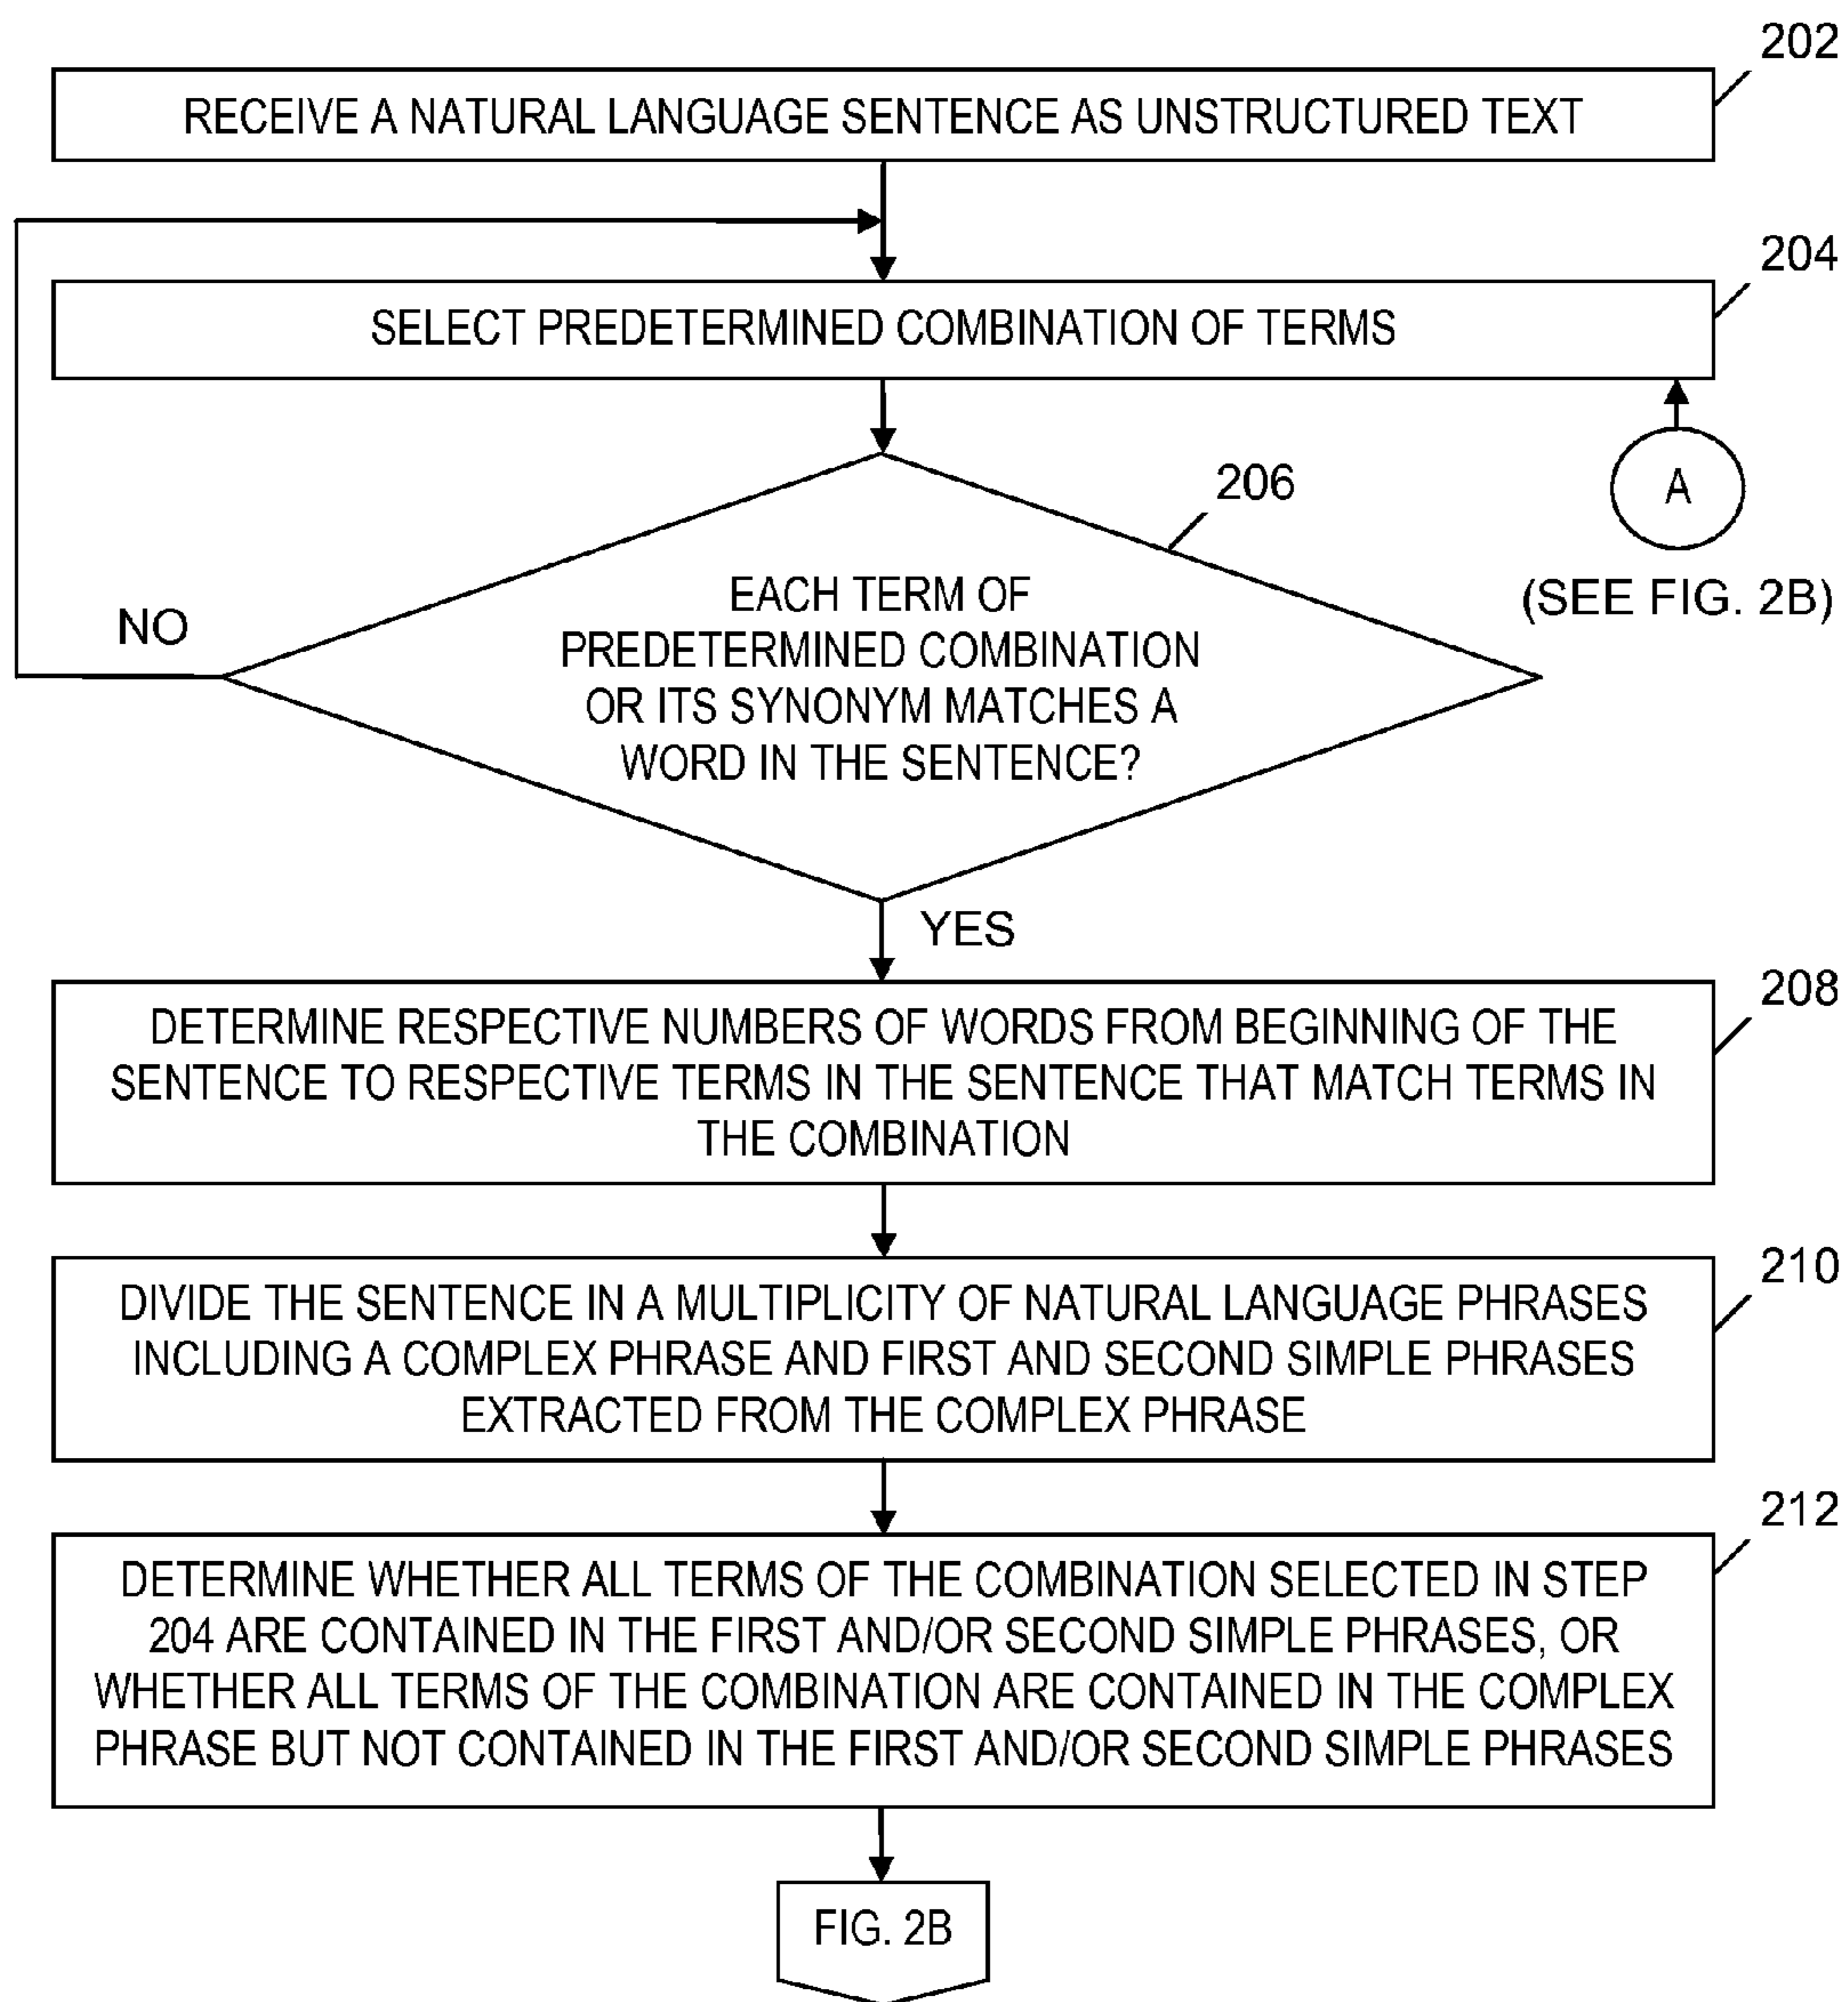 202
RECEIVE A NATURAL LANGUAGE SENTENCE AS UNSTRUCTURED TEXT
204
SELECT PREDETERMINED COMBINATION OF TERMS
206
A
(SEE FIG. 2B)
EACH TERM OF
PREDETERMINED COMBINATION
OR ITS SYNONYM MATCHES A
WORD IN THE SENTENCE?
NO
YES
208
DETERMINE RESPECTIVE NUMBERS OF WORDS FROM BEGINNING OF THE
SENTENCE TO RESPECTIVE TERMS IN THE SENTENCE THAT MATCH TERMS IN
THE COMBINATION
210
DIVIDE THE SENTENCE IN A MULTIPLICITY OF NATURAL LANGUAGE PHRASES
INCLUDING A COMPLEX PHRASE AND FIRST AND SECOND SIMPLE PHRASES
EXTRACTED FROM THE COMPLEX PHRASE
212
DETERMINE WHETHER ALL TERMS OF THE COMBINATION SELECTED IN STEP
204 ARE CONTAINED IN THE FIRST AND/OR SECOND SIMPLE PHRASES, OR
WHETHER ALL TERMS OF THE COMBINATION ARE CONTAINED IN THE COMPLEX
PHRASE BUT NOT CONTAINED IN THE FIRST AND/OR SECOND SIMPLE PHRASES
FIG. 2B